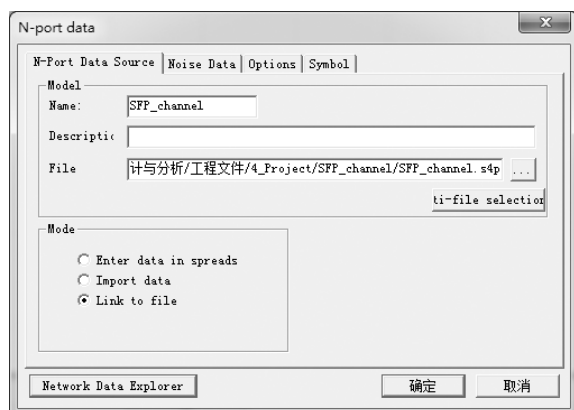 N-port data
N-Port Data Source Noise Data Options Symbol
Model
Name: SFP_channel
Descriptic
File 计与分析/工程文件/4_Project/SFP_channel/SFP_channel.s4p ...
ti-file selection
Mode
Enter data in spreads
Import data
Link to file
Network Data Explorer 确定 取消